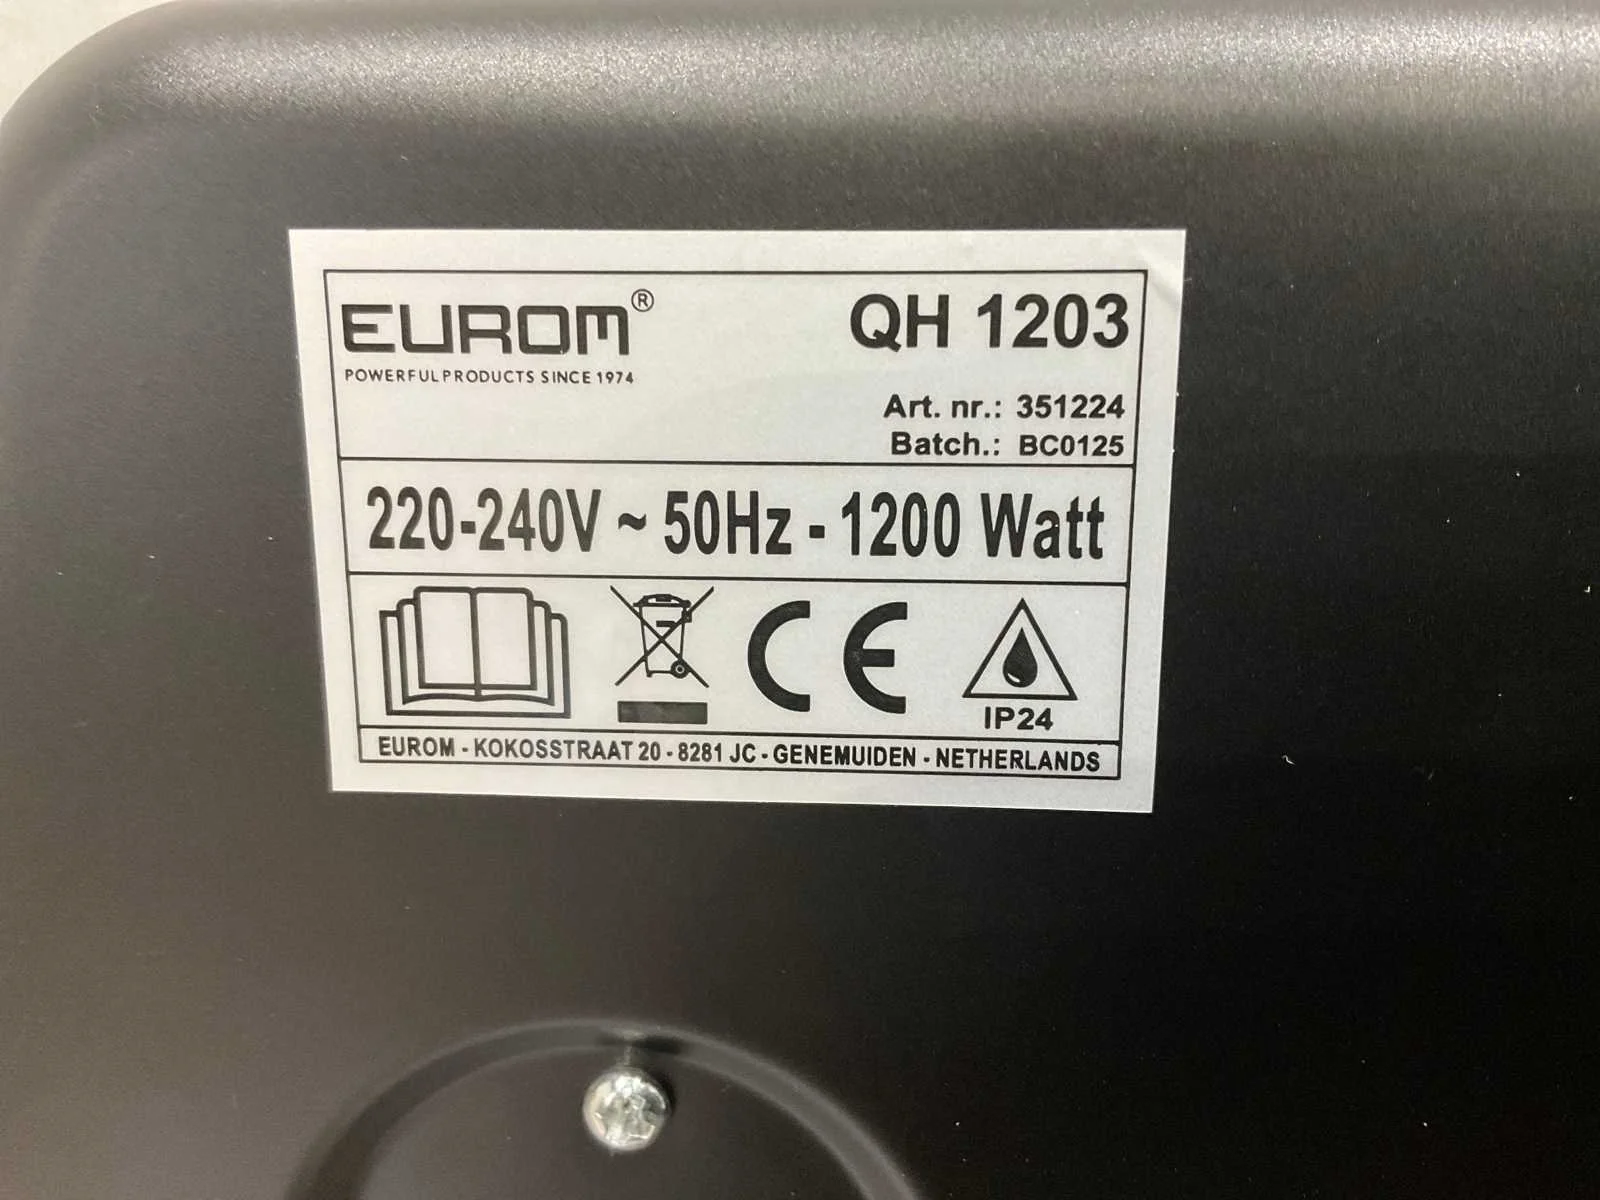 EUROM®
POWERFUL PRODUCTS SINCE 1974
QH 1203
Art. nr.: 351224
Batch.: BC0125
220-240V ~ 50Hz - 1200 Watt
CE
IP24
EUROM - KOKOSSTRAAT 20 - 8281 JC - GENEMUIDEN - NETHERLANDS